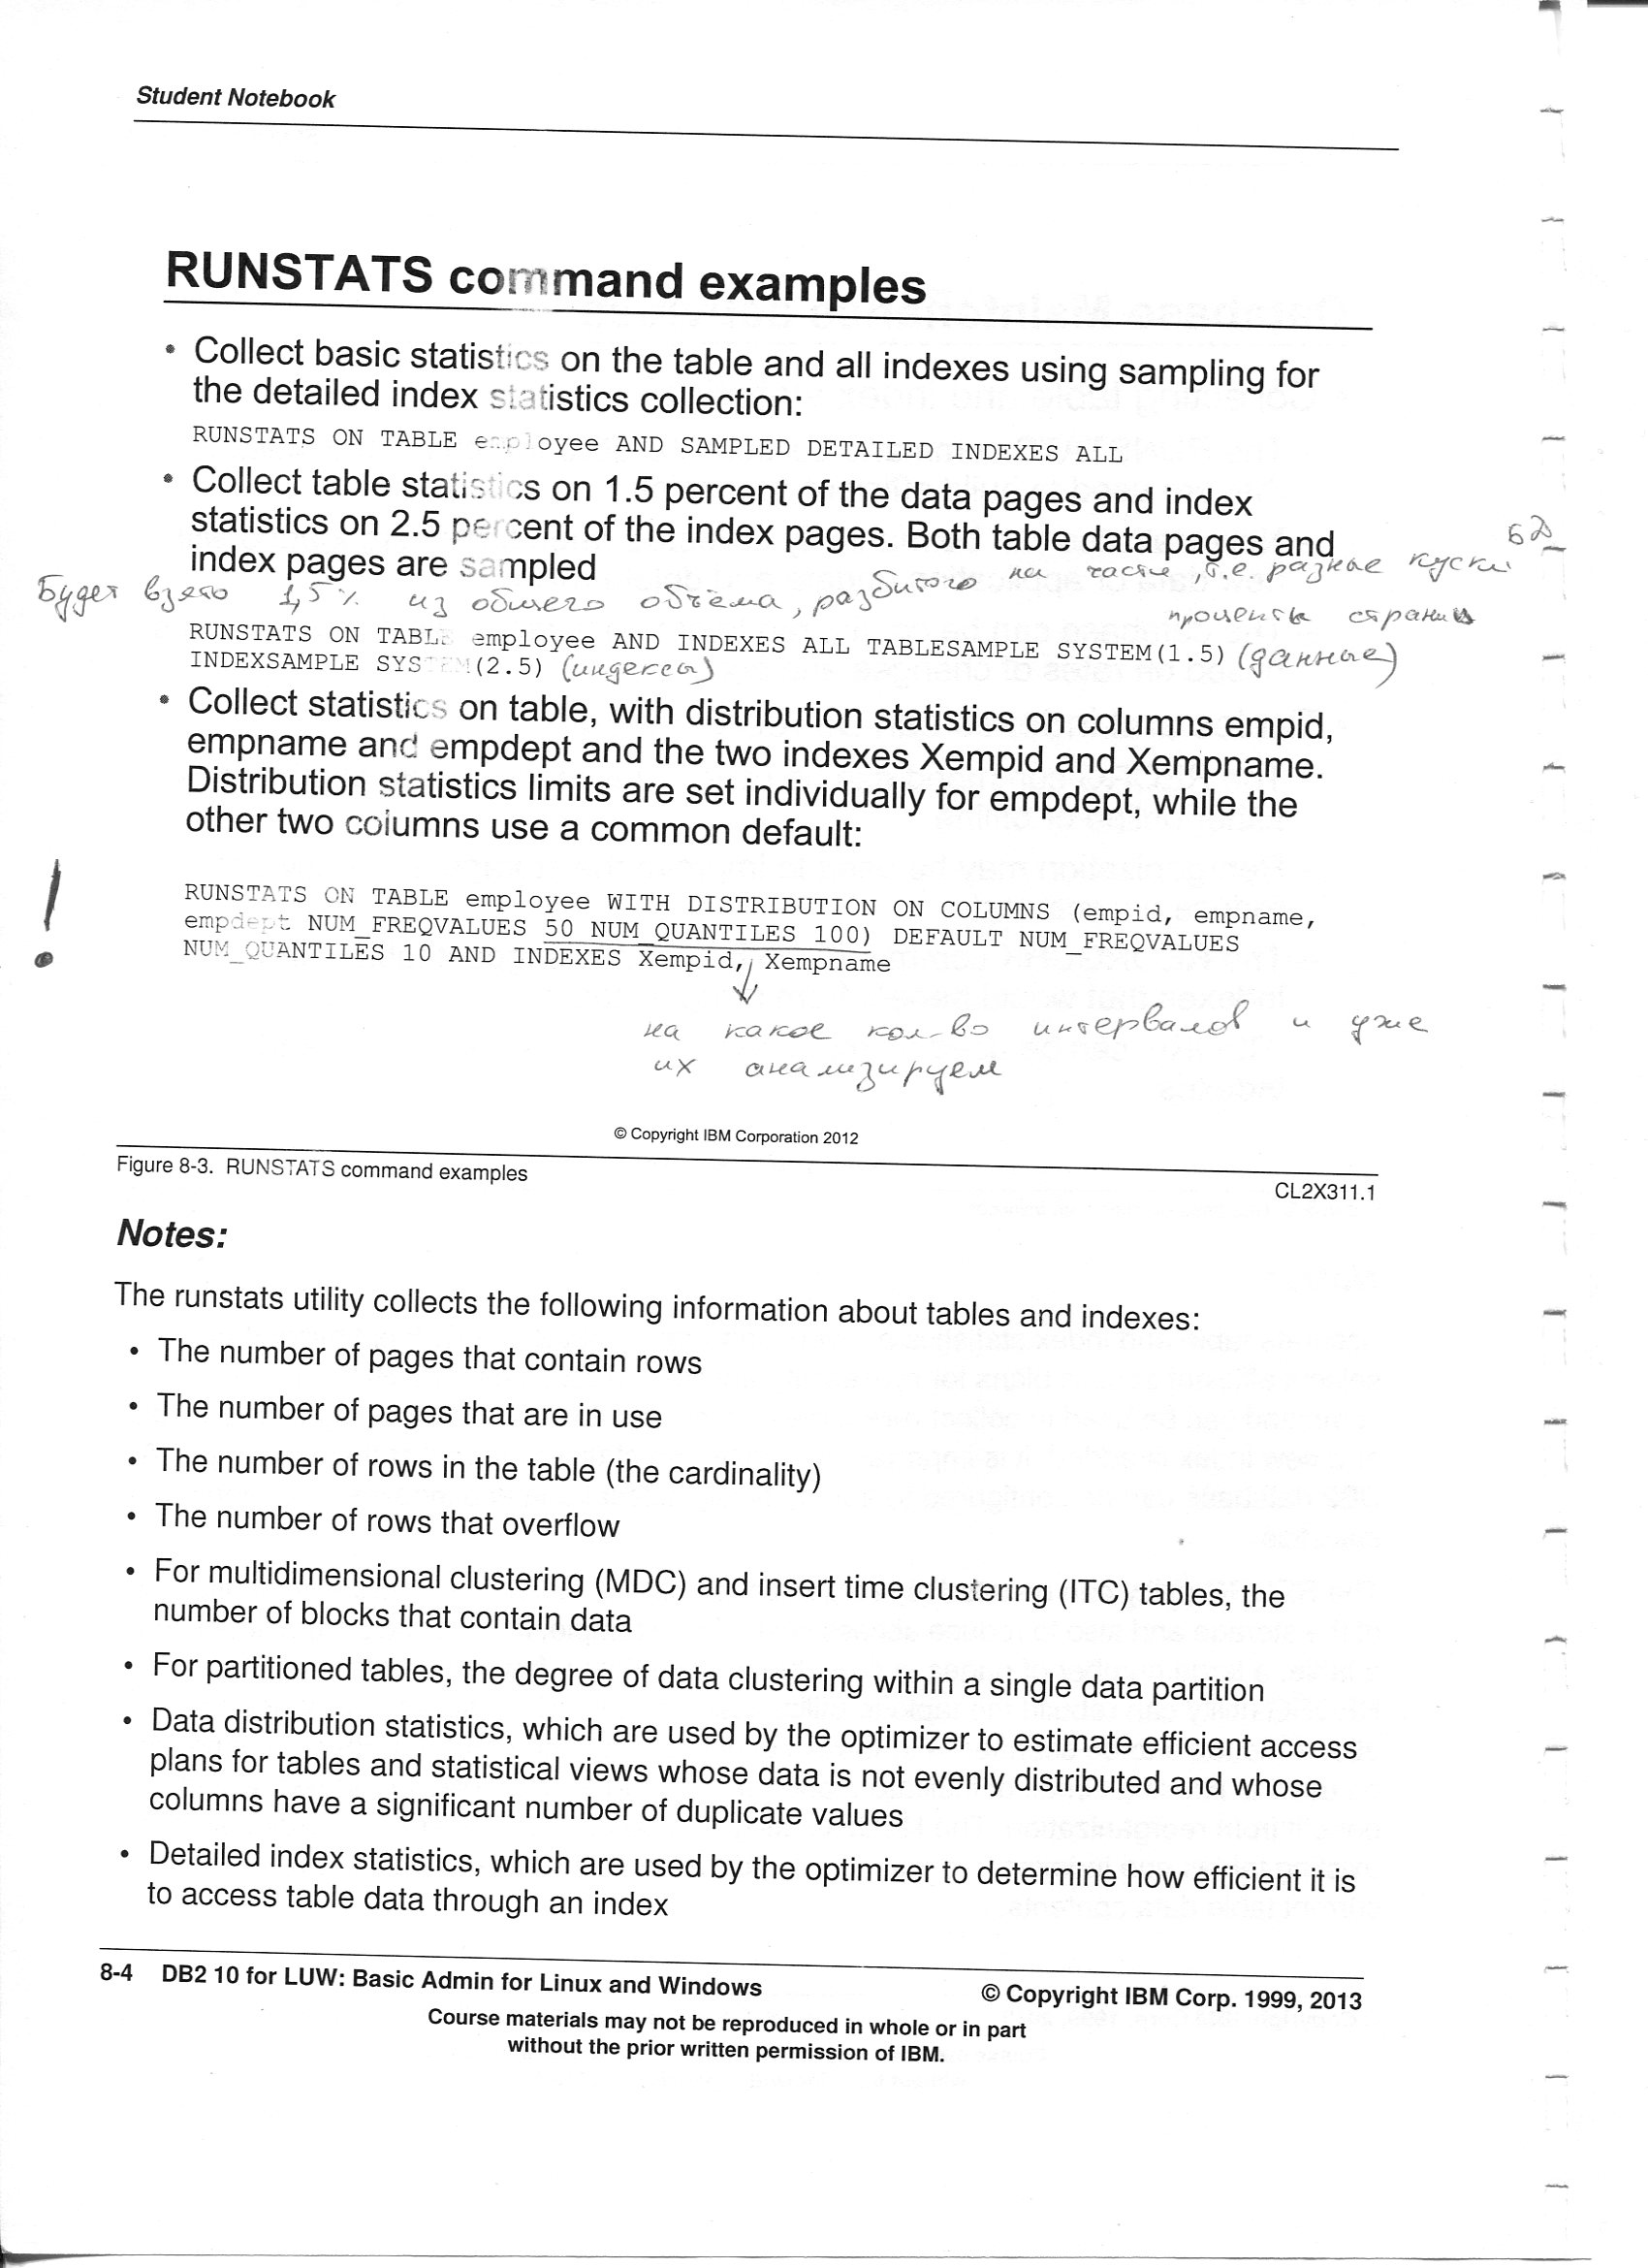 Student Notebook
RUNSTATS command examples
• Collect basic statistics on the table and all indexes using sampling for
the detailed index statistics collection:
RUNSTATS ON TABLE employee AND SAMPLED DETAILED INDEXES ALL
• Collect table statistics on 1.5 percent of the data pages and index
statistics on 2.5 percent of the index pages. Both table data pages and
index pages are sampled
Будет взято 1,5% из общего объёма, разбитого на части, т.е. разные куски БД
проценты страниц
RUNSTATS ON TABLE employee AND INDEXES ALL TABLESAMPLE SYSTEM(1.5) (данные)
INDEXSAMPLE SYSTEM(2.5) (индексы)
• Collect statistics on table, with distribution statistics on columns empid,
empname and empdept and the two indexes Xempid and Xempname.
Distribution statistics limits are set individually for empdept, while the
other two columns use a common default:
!
RUNSTATS ON TABLE employee WITH DISTRIBUTION ON COLUMNS (empid, empname,
empdept NUM_FREQVALUES 50 NUM_QUANTILES 100) DEFAULT NUM_FREQVALUES
NUM_QUANTILES 10 AND INDEXES Xempid, Xempname
на какое кол-во интервалов и уже
их анализируем
© Copyright IBM Corporation 2012
Figure 8-3. RUNSTATS command examples
CL2X311.1
Notes:
The runstats utility collects the following information about tables and indexes:
• The number of pages that contain rows
• The number of pages that are in use
• The number of rows in the table (the cardinality)
• The number of rows that overflow
• For multidimensional clustering (MDC) and insert time clustering (ITC) tables, the
number of blocks that contain data
• For partitioned tables, the degree of data clustering within a single data partition
• Data distribution statistics, which are used by the optimizer to estimate efficient access
plans for tables and statistical views whose data is not evenly distributed and whose
columns have a significant number of duplicate values
• Detailed index statistics, which are used by the optimizer to determine how efficient it is
to access table data through an index
8-4 DB2 10 for LUW: Basic Admin for Linux and Windows
© Copyright IBM Corp. 1999, 2013
Course materials may not be reproduced in whole or in part
without the prior written permission of IBM.